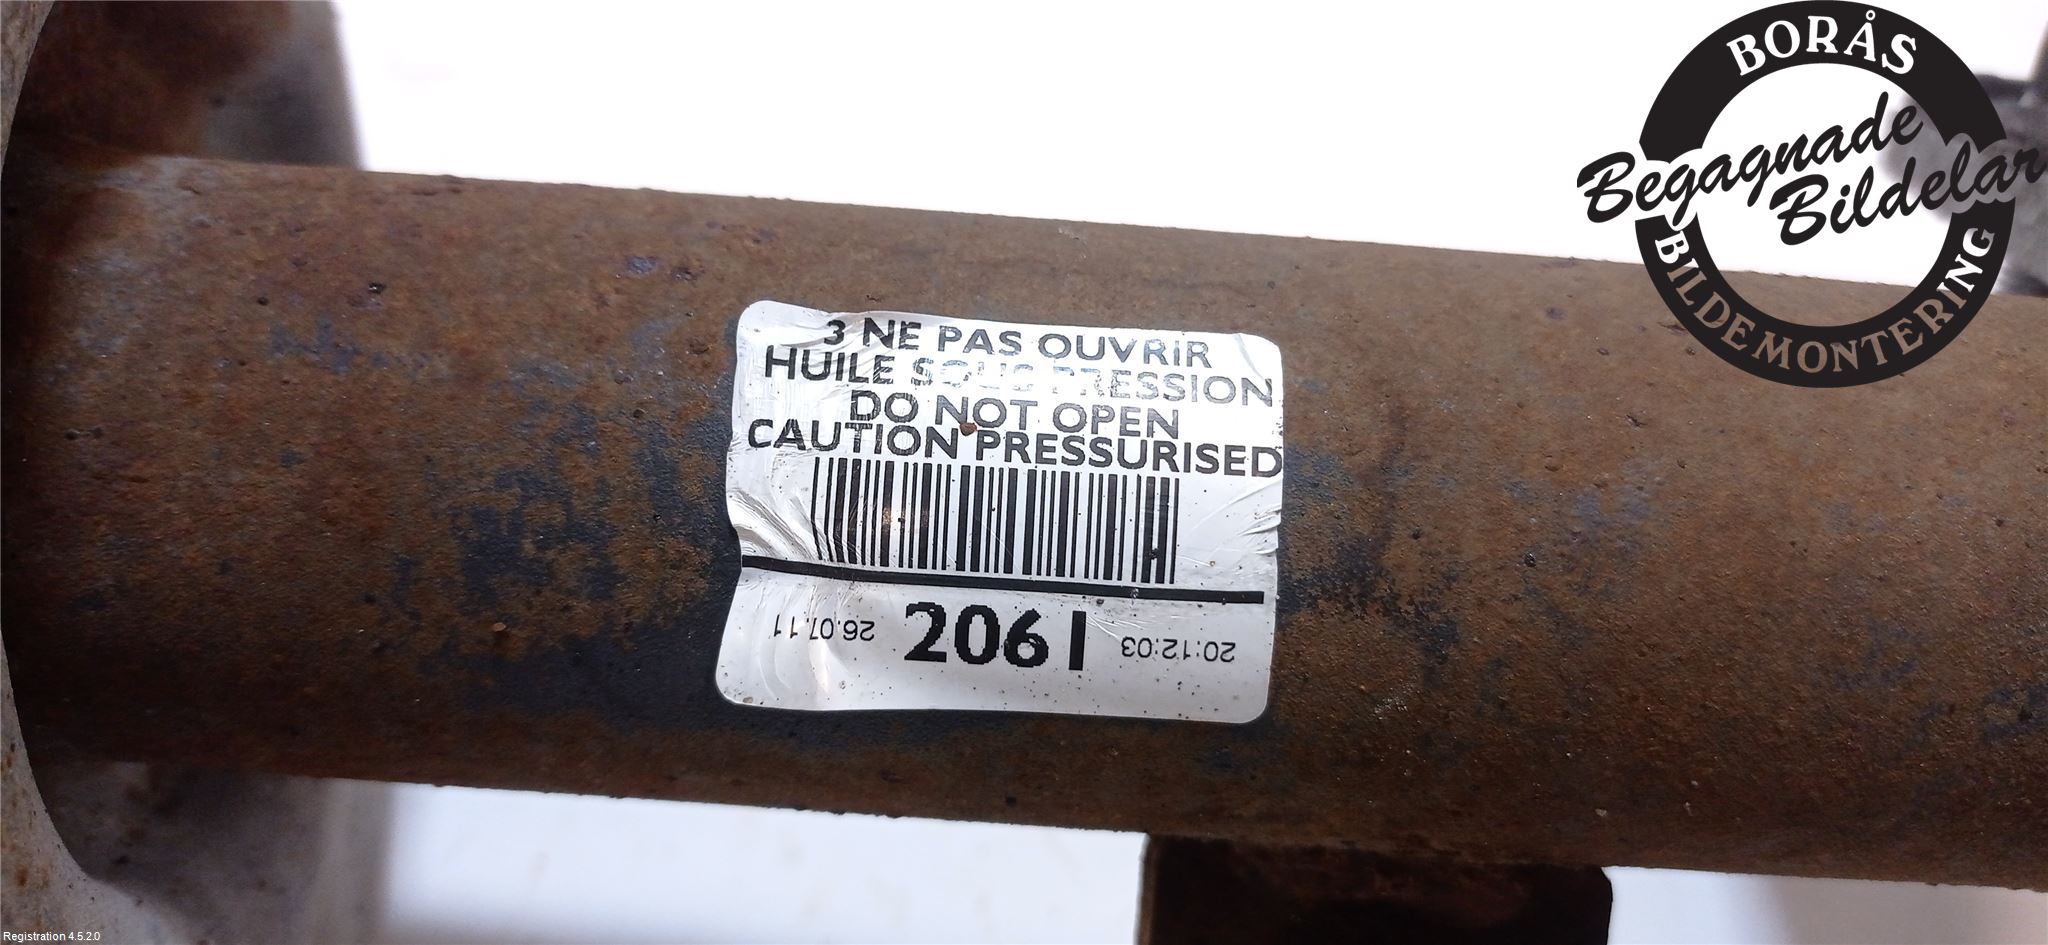 BORÅS
Begagnade
Bildelar
BILDEMONTERING
3 NE PAS OUVRIR
HUILE SOUS PRESSION
DO NOT OPEN
CAUTION PRESSURISED
26.07.11 2061 20:12:03
Registration 4.5.2.0